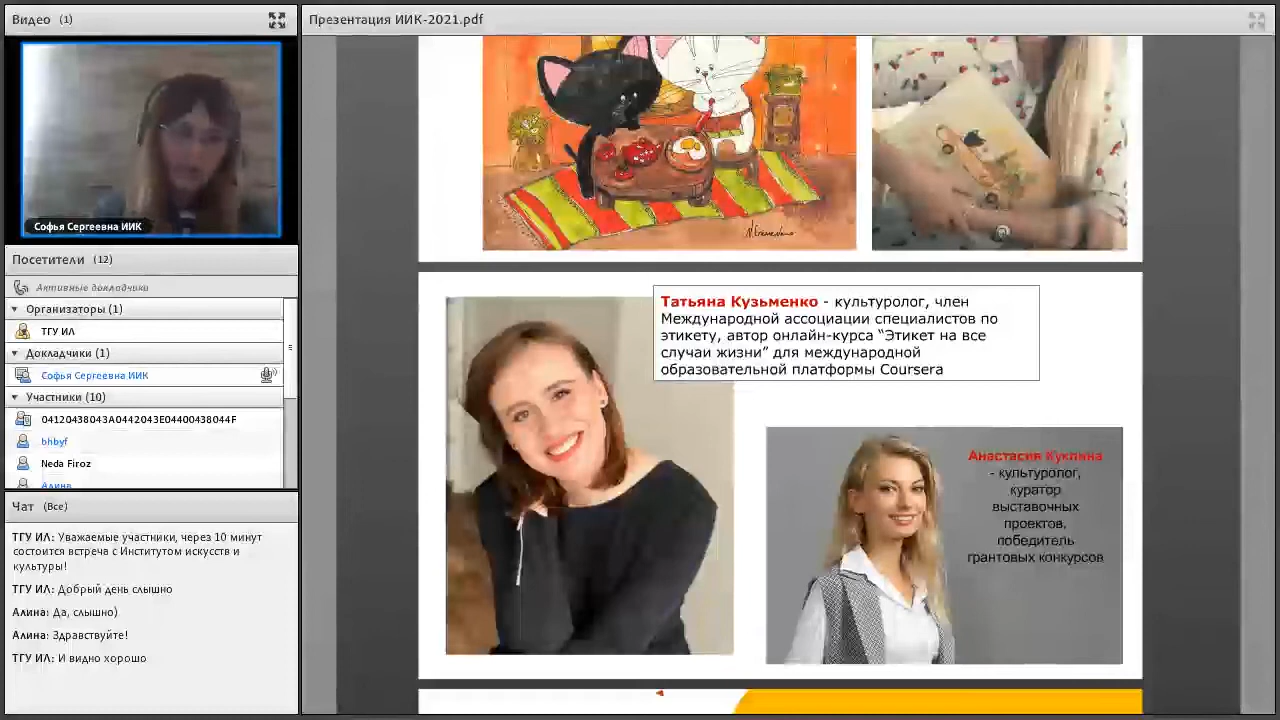 Видео (1)
Софья Сергеевна ИИК
Посетители (12)
Активные докладчики
Организаторы (1)
ТГУ ИЛ
Докладчики (1)
Софья Сергеевна ИИК
Участники (10)
04120438043A0442043E04400438044F
bhbyf
Neda Firoz
Алина
Чат (Все)
ТГУ ИЛ: Уважаемые участники, через 10 минут
состоится встреча с Институтом искусств и
культуры!
ТГУ ИЛ: Добрый день слышно
Алина: Да, слышно)
Алина: Здравствуйте!
ТГУ ИЛ: И видно хорошо
Презентация ИИК-2021.pdf
Татьяна Кузьменко - культуролог, член
Международной ассоциации специалистов по
этикету, автор онлайн-курса “Этикет на все
случаи жизни” для международной
образовательной платформы Coursera
Анастасия Куклина
- культуролог,
куратор
выставочных
проектов,
победитель
грантовых конкурсов